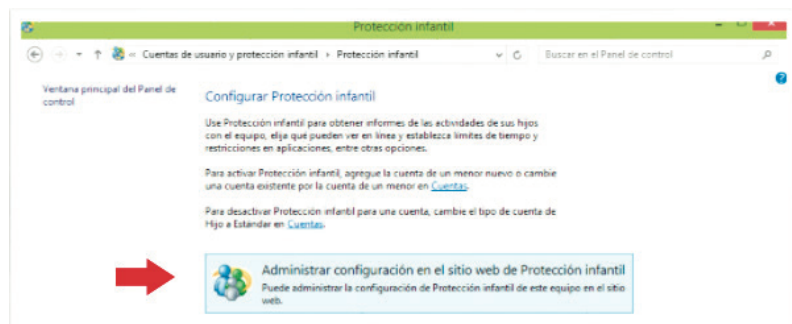 Protección infantil
« Cuentas de usuario y protección infantil › Protección infantil
Buscar en el Panel de control
Ventana principal del Panel de
control
Configurar Protección infantil
Use Protección infantil para obtener informes de las actividades de sus hijos
con el equipo, elija qué pueden ver en línea y establezca límites de tiempo y
restricciones en aplicaciones, entre otras opciones.
Para activar Protección infantil, agregue la cuenta de un menor nuevo o cambie
una cuenta existente por la cuenta de un menor en Cuentas.
Para desactivar Protección infantil para una cuenta, cambie el tipo de cuenta de
Hijo a Estándar en Cuentas.
Administrar configuración en el sitio web de Protección infantil
Puede administrar la configuración de Protección infantil de este equipo en el sitio
web.